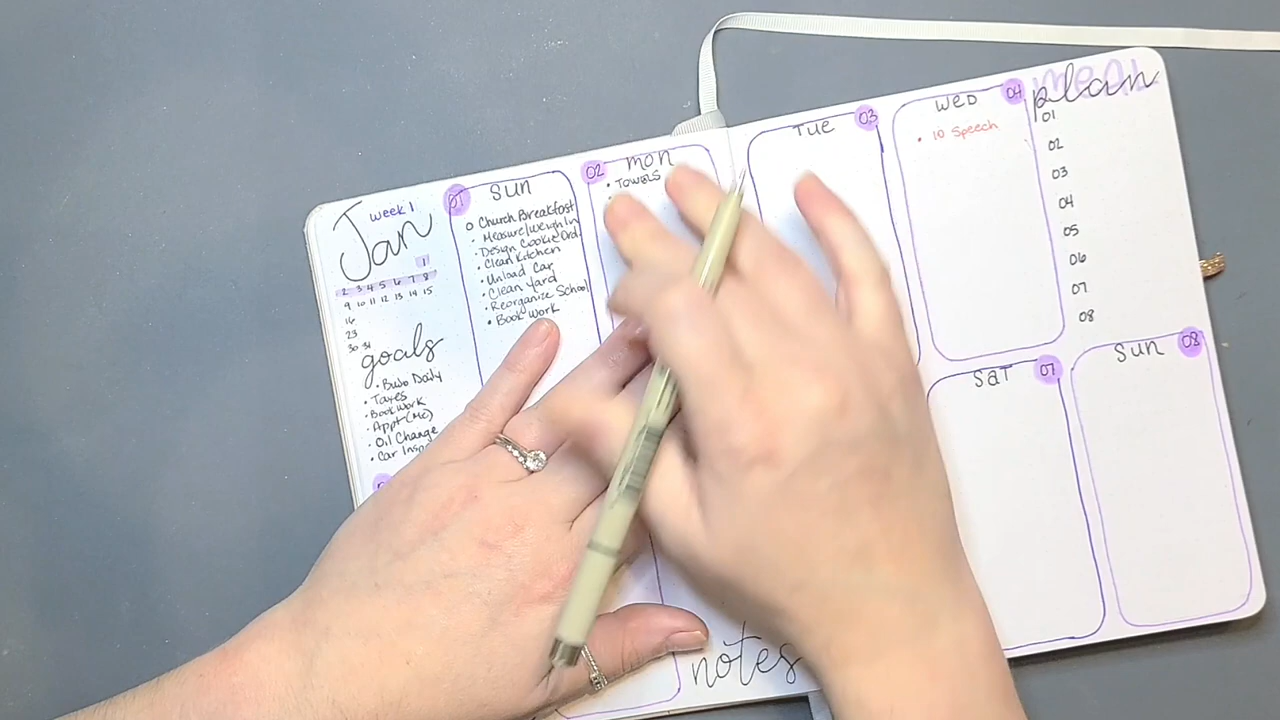 Jan
week 1
1
2 3 4 5 6 7 8
9 10 11 12 13 14 15
16
23
30 31
goals
• Bujo Daily
• Taxes
• Book Work
• Appt (Me)
• Oil Change
• Car
01
SUN
Church Breakfast
• Measure/Weigh In
• Design Cookie Ord
• Clean Kitchen
• Unload Car
• Clean Yard
• Reorganize School
• Book Work
02
mon
• TOWELS
TUE
03
WED
04
• 10 Speech
meal
plan
01
02
03
04
05
06
07
08
SaT
07
SUN
08
notes